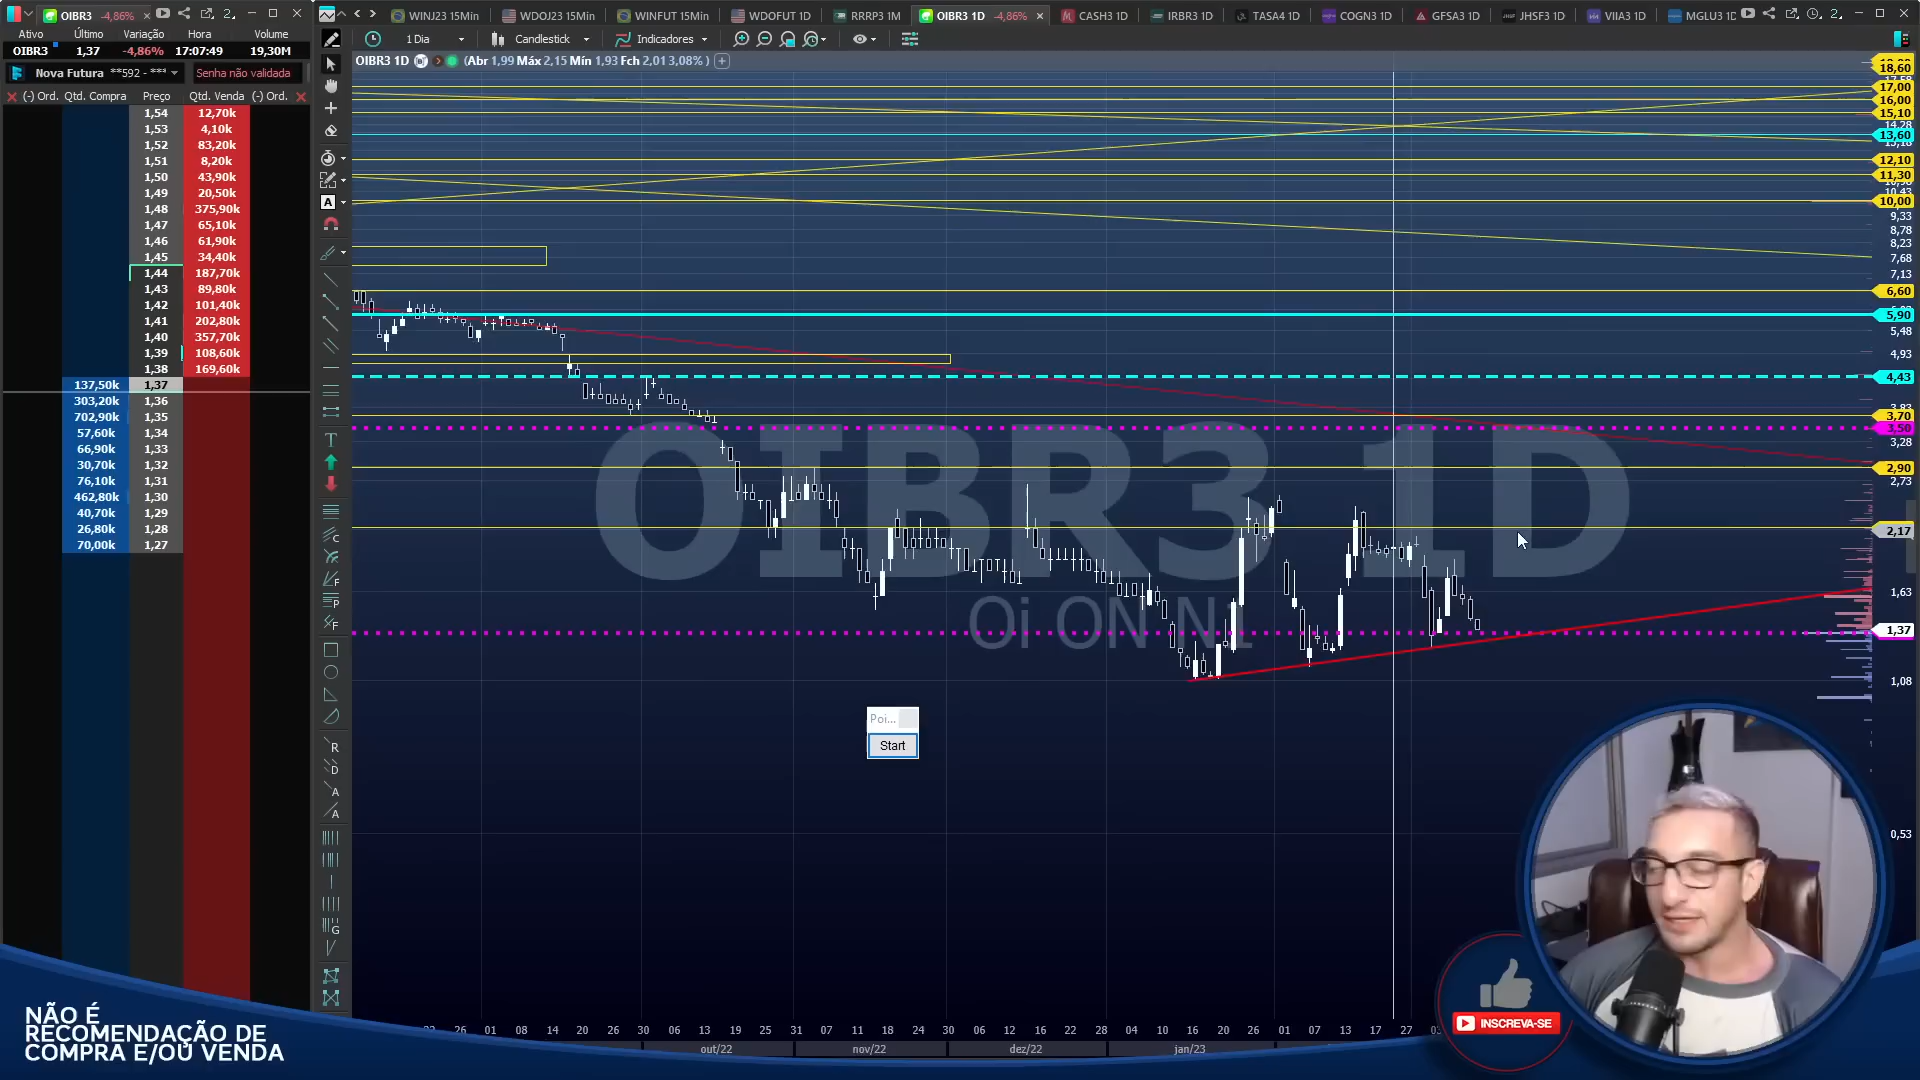 OIBR3 -4,86% × 2..
Ativo Último Variação Hora Volume
OIBR3 1,37 -4,86% 17:07:49 19,30M
Nova Futura **592 - *** Senha não validada
(-) Ord. Qtd. Compra Preço Qtd. Venda (-) Ord.
1,54 12,70k
1,53 4,10k
1,52 83,20k
1,51 8,20k
1,50 43,90k
1,49 20,50k
1,48 375,90k
1,47 65,10k
1,46 61,90k
1,45 34,40k
1,44 187,70k
1,43 89,80k
1,42 101,40k
1,41 202,80k
1,40 357,70k
1,39 108,60k
1,38 169,60k
137,50k 1,37
303,20k 1,36
702,90k 1,35
57,60k 1,34
66,90k 1,33
30,70k 1,32
76,10k 1,31
462,80k 1,30
40,70k 1,29
26,80k 1,28
70,00k 1,27
WINJ23 15Min WDOJ23 15Min WINFUT 15Min WDOFUT 1D RRRP3 1M OIBR3 1D -4,86% × CASH3 1D IRBR3 1D TASA4 1D COGN3 1D GFSA3 1D JHSF3 1D VIIA3 1D MGLU3 1D 2..
1 Dia Candlestick Indicadores
OIBR3 1D (Abr 1,99 Máx 2,15 Mín 1,93 Fch 2,01 3,08% )
18,60
17,00
16,00
15,10
14,28
13,60
13,18
12,10
11,30
10,43
10,00
9,33
8,78
8,23
7,68
7,13
6,60
5,90
5,48
4,93
4,43
3,83
3,70
3,50
3,28
2,90
2,73
2,17
1,63
1,37
1,08
0,53
OIBR3 1D
Oi ON N1
Poi...
Start
26 01 08 14 20 26 30 06 13 19 25 31 07 11 18 24 30 06 12 16 22 28 04 10 16 20 26 01 07 13 17 27
out/22 nov/22 dez/22 jan/23
NÃO É
RECOMENDAÇÃO DE
COMPRA E/OU VENDA
INSCREVA-SE